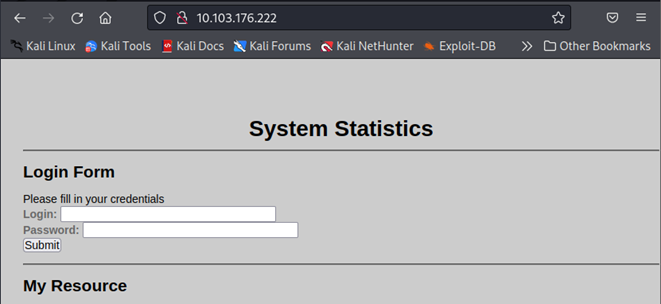 10.103.176.222
Kali Linux Kali Tools Kali Docs Kali Forums Kali NetHunter Exploit-DB Other Bookmarks
System Statistics
Login Form
Please fill in your credentials
Login:
Password:
Submit
My Resource